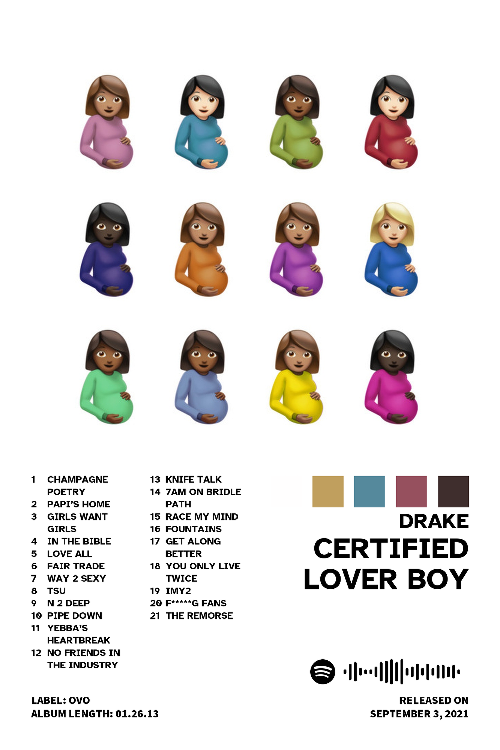 1 CHAMPAGNE
POETRY
2 PAPI'S HOME
3 GIRLS WANT
GIRLS
4 IN THE BIBLE
5 LOVE ALL
6 FAIR TRADE
7 WAY 2 SEXY
8 TSU
9 N 2 DEEP
10 PIPE DOWN
11 YEBBA'S
HEARTBREAK
12 NO FRIENDS IN
THE INDUSTRY
13 KNIFE TALK
14 7AM ON BRIDLE
PATH
15 RACE MY MIND
16 FOUNTAINS
17 GET ALONG
BETTER
18 YOU ONLY LIVE
TWICE
19 IMY2
20 F*****G FANS
21 THE REMORSE
DRAKE
CERTIFIED
LOVER BOY
LABEL: OVO
ALBUM LENGTH: 01.26.13
RELEASED ON
SEPTEMBER 3, 2021